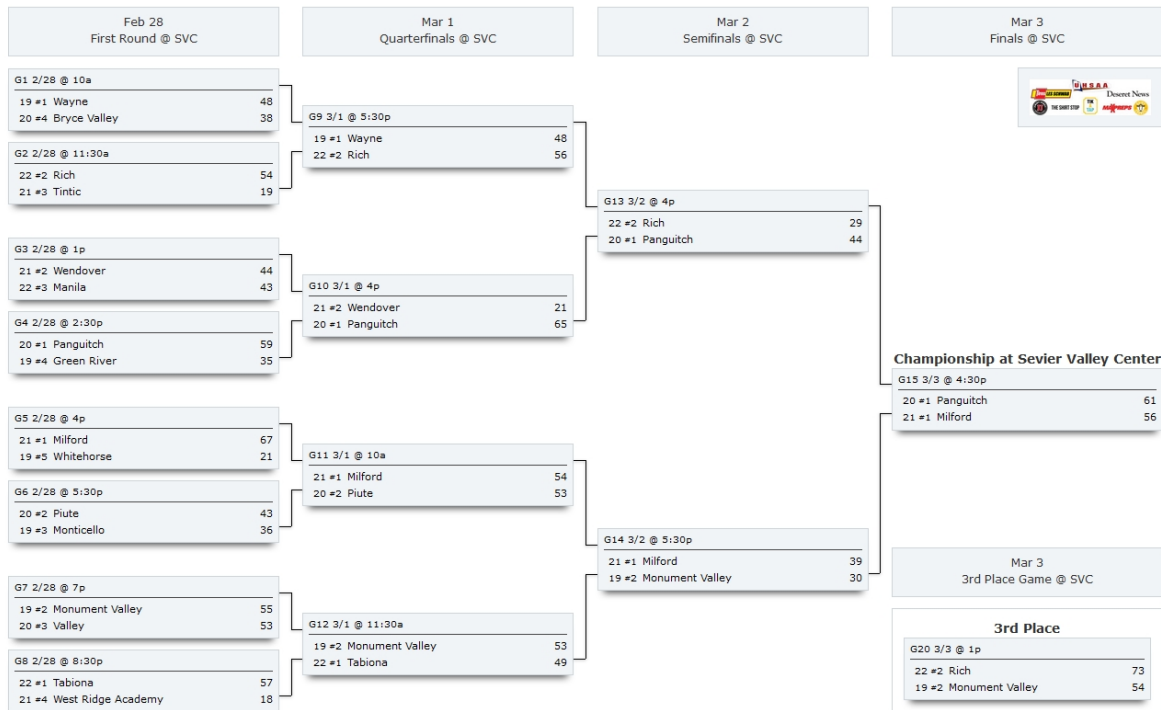 Feb 28
First Round @ SVC
Mar 1
Quarterfinals @ SVC
Mar 2
Semifinals @ SVC
Mar 3
Finals @ SVC
UHSAA
LES SCHWAB
Deseret News
THE SHIRT STOP
G1 2/28 @ 10a
19 #1 Wayne 48
20 #4 Bryce Valley 38
G2 2/28 @ 11:30a
22 #2 Rich 54
21 #3 Tintic 19
G3 2/28 @ 1p
21 #2 Wendover 44
22 #3 Manila 43
G4 2/28 @ 2:30p
20 #1 Panguitch 59
19 #4 Green River 35
G5 2/28 @ 4p
21 #1 Milford 67
19 #5 Whitehorse 21
G6 2/28 @ 5:30p
20 #2 Piute 43
19 #3 Monticello 36
G7 2/28 @ 7p
19 #2 Monument Valley 55
20 #3 Valley 53
G8 2/28 @ 8:30p
22 #1 Tabiona 57
21 #4 West Ridge Academy 18
G9 3/1 @ 5:30p
19 #1 Wayne 48
22 #2 Rich 56
G10 3/1 @ 4p
21 #2 Wendover 21
20 #1 Panguitch 65
G11 3/1 @ 10a
21 #1 Milford 54
20 #2 Piute 53
G12 3/1 @ 11:30a
19 #2 Monument Valley 53
22 #1 Tabiona 49
G13 3/2 @ 4p
22 #2 Rich 29
20 #1 Panguitch 44
G14 3/2 @ 5:30p
21 #1 Milford 39
19 #2 Monument Valley 30
Championship at Sevier Valley Center
G15 3/3 @ 4:30p
20 #1 Panguitch 61
21 #1 Milford 56
Mar 3
3rd Place Game @ SVC
3rd Place
G20 3/3 @ 1p
22 #2 Rich 73
19 #2 Monument Valley 54